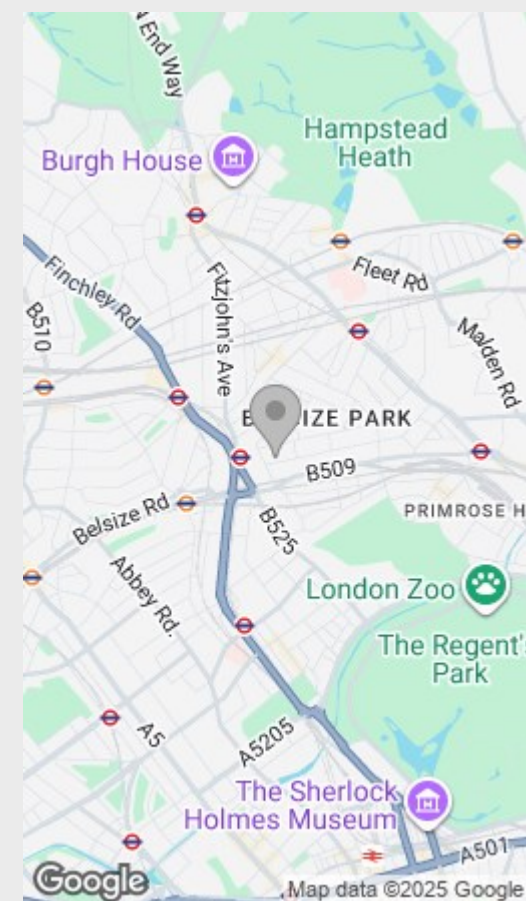 N End Way
Hampstead
Heath
Burgh House
Finchley Rd
Fleet Rd
Fitzjohn's Ave
B510
Malden Rd
PARK
B509
Belsize Rd
B525
PRIMROSE H
Abbey Rd.
London Zoo
The Regent's
Park
A5
A5205
The Sherlock
Holmes Museum
A501
Google
Map data ©2025 Google